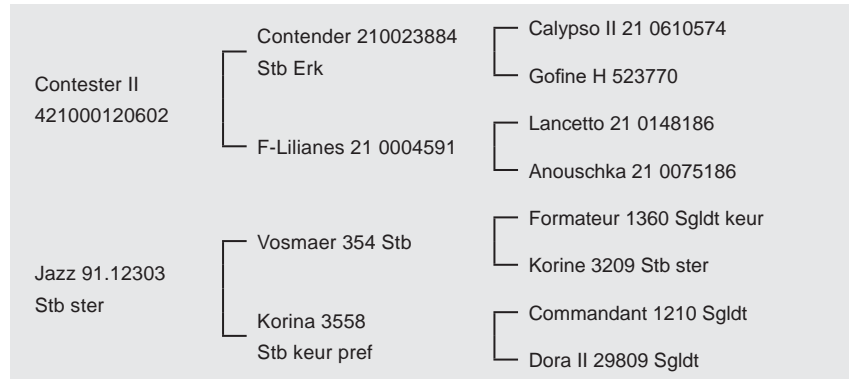 Contester II
421000120602
Contender 210023884
Stb Erk
Calypso II 21 0610574
Gofine H 523770
F-Lilianes 21 0004591
Lancetto 21 0148186
Anouschka 21 0075186
Jazz 91.12303
Stb ster
Vosmaer 354 Stb
Formateur 1360 Sgldt keur
Korine 3209 Stb ster
Korina 3558
Stb keur pref
Commandant 1210 Sgldt
Dora II 29809 Sgldt